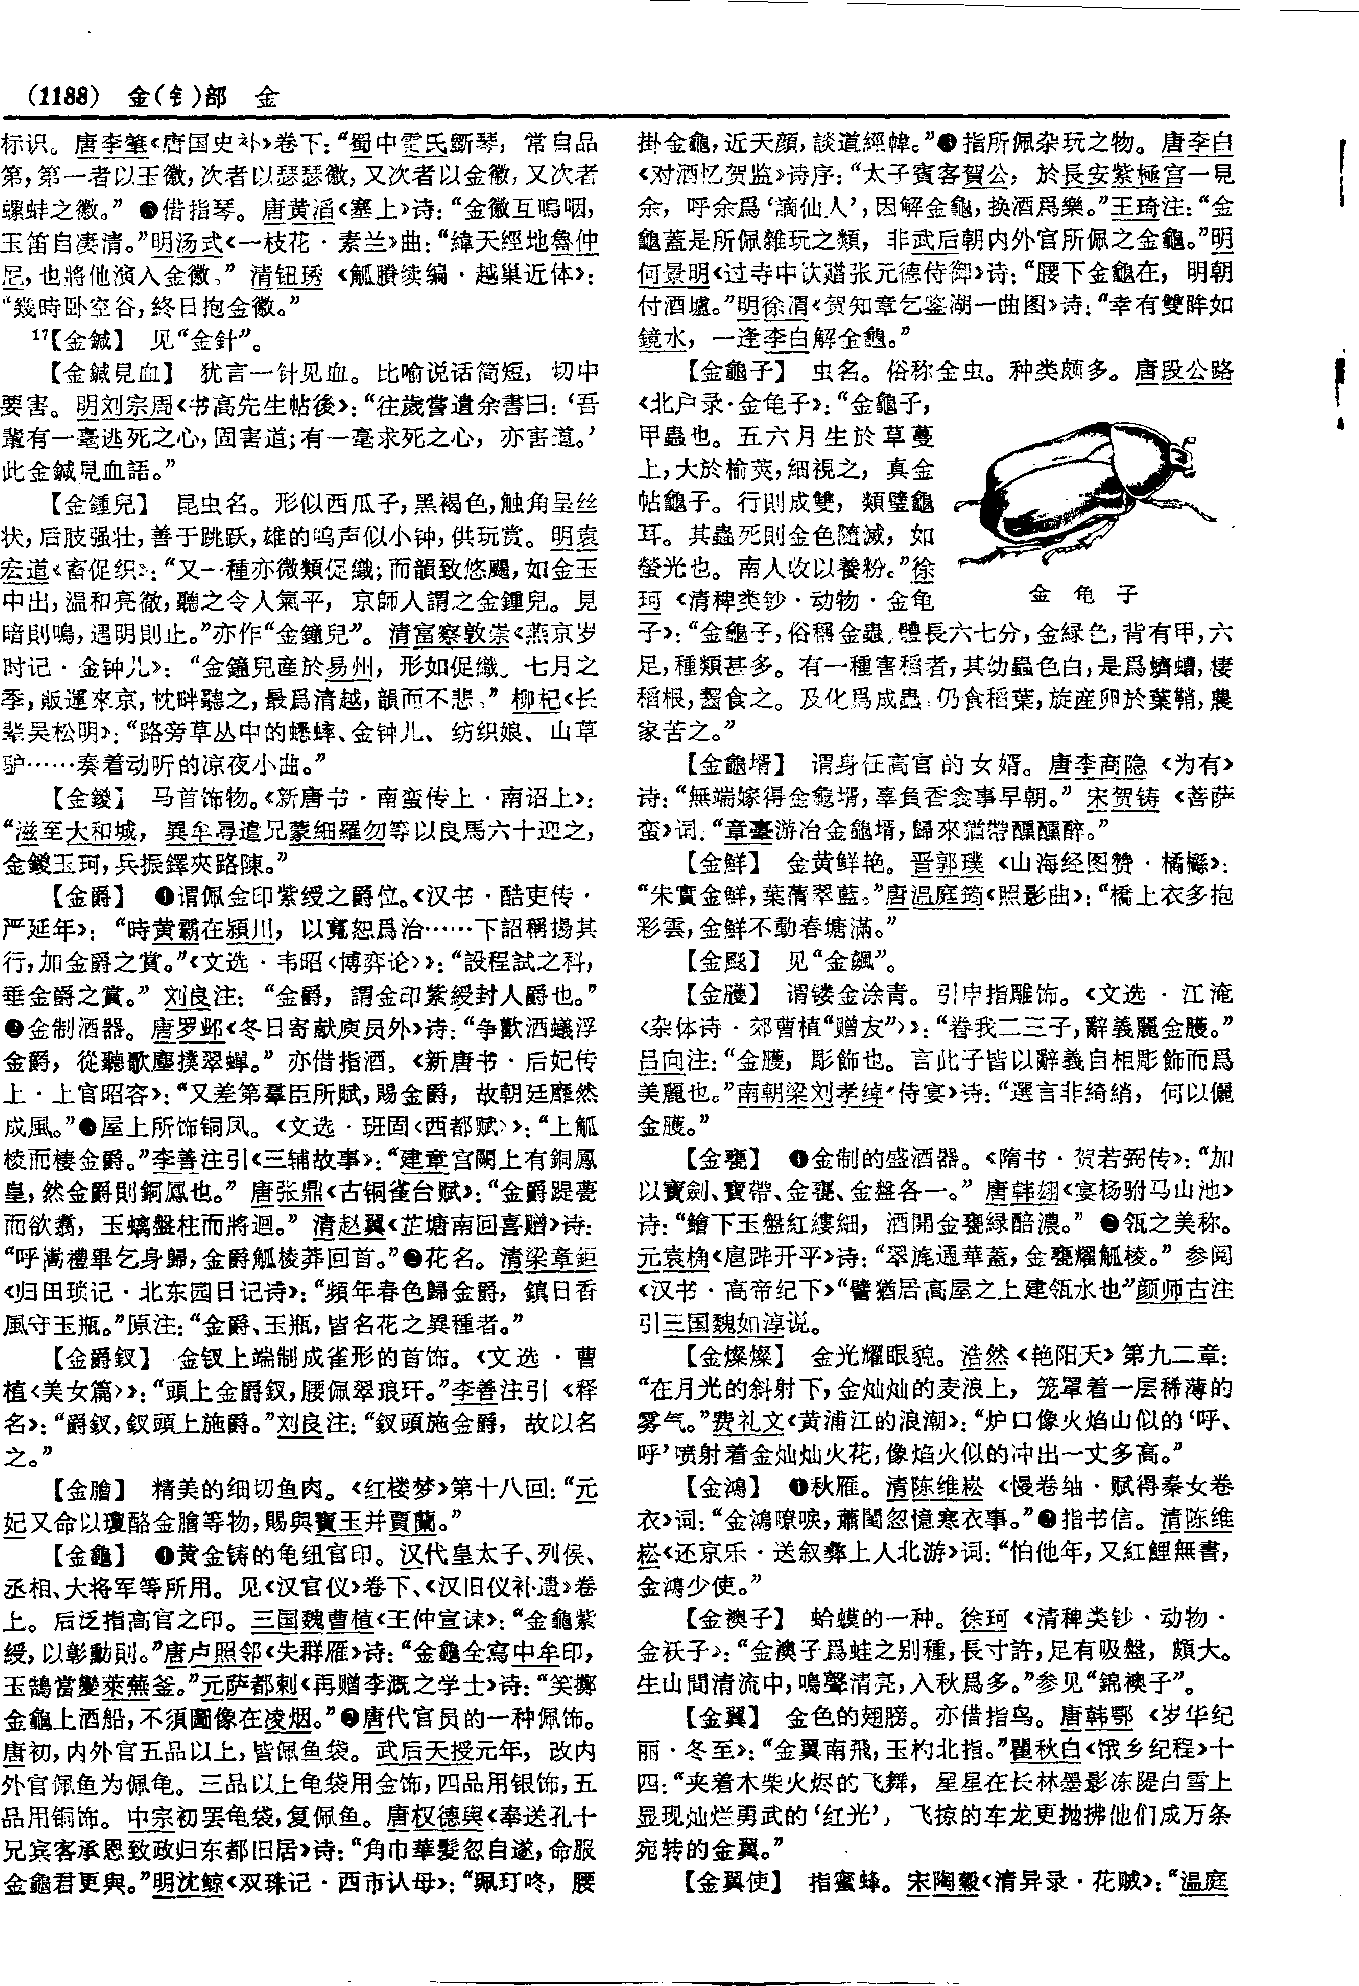 (1188) 金(钅)部 金
标识。唐李肇《唐国史补》卷下：“蜀中雷氏斵琴，常自品
第，第一者以玉徽，次者以瑟瑟徽，又次者以金徽，又次者
螺蚌之徽。” ❸借指琴。唐黄滔《塞上》诗：“金徽互嗚咽，
玉笛自凄清。”明汤式《一枝花·素兰》曲：“緯天經地魯仲
尼，也將他演入金徽。” 清钮琇《觚賸续编·越巢近体》：
“幾時卧空谷，終日抱金徽。”
17【金鍼】 见“金針”。
【金鍼見血】 犹言一针见血。比喻说话简短，切中
要害。明刘宗周《书高先生帖後》：“往歲嘗遺余書曰：‘吾
輩有一毫逃死之心，固害道；有一毫求死之心，亦害道。’
此金鍼見血語。”
【金鍾兒】 昆虫名。形似西瓜子，黑褐色，触角呈丝
状，后肢强壮，善于跳跃，雄的鸣声似小钟，供玩赏。明袁
宏道《畜促织》：“又一種亦微類促織；而韻致悠颺，如金玉
中出，温和亮徹，聽之令人氣平，京師人謂之金鍾兒。見
暗則鳴，遇明則止。”亦作“金鐘兒”。清富察敦崇《燕京岁
时记·金钟儿》：“金鐘兒産於易州，形如促織。七月之
季，販運來京，枕畔聽之，最爲清越，韻而不悲。” 柳杞《长
辈吴松明》：“路旁草丛中的蟋蟀、金钟儿、纺织娘、山草
驴……奏着动听的凉夜小曲。”
【金鍐】 马首饰物。《新唐书·南蛮传上·南诏上》：
“滋至大和城，異牟尋遣兄蒙細羅勿等以良馬六十迎之，
金鍐玉珂，兵振鐸夾路陳。”
【金爵】 ❶谓佩金印紫绶之爵位。《汉书·酷吏传·
严延年》：“時黄霸在潁川，以寬恕爲治……下詔稱揚其
行，加金爵之賞。”《文选·韦昭〈博弈论〉》：“設程試之科，
垂金爵之賞。” 刘良注：“金爵，謂金印紫綬封人爵也。”
❷金制酒器。唐罗邺《冬日寄献庾员外》诗：“争歡酒蟻浮
金爵，從聽歌塵撲翠蟬。” 亦借指酒。《新唐书·后妃传
上·上官昭容》：“又差第羣臣所賦，賜金爵，故朝廷靡然
成風。”❸屋上所饰铜凤。《文选·班固〈西都赋〉》：“上觚
棱而棲金爵。”李善注引《三辅故事》：“建章宫闕上有銅鳳
皇，然金爵則銅鳳也。” 唐张鼎《古铜雀台赋》：“金爵踶甍
而欲翥，玉螭盤柱而將迴。” 清赵翼《芷塘南回喜赠》诗：
“呼嵩禮畢乞身歸，金爵觚棱莽回首。”❹花名。清梁章鉅
《归田琐记·北东园日记诗》：“頻年春色歸金爵，鎮日香
風守玉瓶。”原注：“金爵、玉瓶，皆名花之異種者。”
【金爵釵】 金钗上端制成雀形的首饰。《文选·曹
植〈美女篇〉》：“頭上金爵釵，腰佩翠琅玕。”李善注引《释
名》：“爵釵，釵頭上施爵。”刘良注：“釵頭施金爵，故以名
之。”
【金膾】 精美的细切鱼肉。《红楼梦》第十八回：“元
妃又命以瓊酪金膾等物，賜與寶玉并賈蘭。”
【金龜】 ❶黄金铸的龟纽官印。汉代皇太子、列侯、
丞相、大将军等所用。见《汉官仪》卷下、《汉旧仪补遗》卷
上。后泛指高官之印。三国魏曹植《王仲宣诔》：“金龜紫
綬，以彰勳則。”唐卢照邻《失群雁》诗：“金龜全寫中牟印，
玉鵠當變萊蕪釜。”元萨都剌《再赠李溉之学士》诗：“笑擲
金龜上酒船，不須圖像在凌烟。”❷唐代官员的一种佩饰。
唐初，内外官五品以上，皆佩鱼袋。武后天授元年，改内
外官佩鱼为佩龟。三品以上龟袋用金饰，四品用银饰，五
品用铜饰。中宗初罢龟袋，复佩鱼。唐权德舆《奉送孔十
兄宾客承恩致政归东都旧居》诗：“角巾華髮忽自遂，命服
金龜君更與。”明沈鲸《双珠记·西市认母》：“珮玎咚，腰
掛金龜，近天顔，談道經幃。”❸指所佩杂玩之物。唐李白
《对酒忆贺监》诗序：“太子賓客賀公，於長安紫極宫一見
余，呼余爲‘謫仙人’，因解金龜，换酒爲樂。”王琦注：“金
龜蓋是所佩雜玩之類，非武后朝内外官所佩之金龜。”明
何景明《过寺中饮赠张元德侍御》诗：“腰下金龜在，明朝
付酒壚。”明徐渭《贺知章乞鉴湖一曲图》诗：“幸有雙眸如
鏡水，一逢李白解金龜。”
【金龜子】 虫名。俗称金虫。种类颇多。唐段公路
《北户录·金龟子》：“金龜子，
甲蟲也。五六月生於草蔓
上，大於榆莢，細視之，真金
帖龜子。行則成雙，類璧龜
耳。其蟲死則金色隨滅，如
螢光也。南人收以養粉。”徐
珂《清稗类钞·动物·金龟
金龟子
子》：“金龜子，俗稱金蟲，體長六七分，金緑色，背有甲，六
足，種類甚多。有一種害稻者，其幼蟲色白，是爲蠐螬，棲
稻根，齧食之。及化爲成蟲，仍食稻葉，旋産卵於葉鞘，農
家苦之。”
【金龜壻】 谓身任高官的女婿。唐李商隐《为有》
诗：“無端嫁得金龜壻，辜負香衾事早朝。” 宋贺铸《菩萨
蛮》词：“章臺游冶金龜壻，歸來猶帶醺醺醉。”
【金鮮】 金黄鲜艳。晋郭璞《山海经图赞·橘櫾》：
“朱實金鮮，葉蒨翠藍。”唐温庭筠《照影曲》：“橋上衣多抱
彩雲，金鮮不動春塘滿。”
【金颸】 见“金飆”。
【金雘】 谓镂金涂青。引申指雕饰。《文选·江淹
〈杂体诗·郊曹植“赠友”〉》：“眷我二三子，辭義麗金雘。”
吕向注：“金雘，彫飾也。言此子皆以辭義自相彫飾而爲
美麗也。”南朝梁刘孝绰《侍宴》诗：“選言非綺綃，何以儷
金雘。”
【金甕】 ❶金制的盛酒器。《隋书·贺若弼传》：“加
以寶劍、寶帶、金甕、金盤各一。” 唐韩翃《宴杨驸马山池》
诗：“鱠下玉盤紅縷細，酒開金甕緑醅濃。” ❷瓴之美称。
元袁桷《扈跸开平》诗：“翠旄通華蓋，金甕耀觚棱。” 参阅
《汉书·高帝纪下》“譬猶居高屋之上建瓴水也”颜师古注
引三国魏如淳说。
【金燦燦】 金光耀眼貌。浩然《艳阳天》第九二章：
“在月光的斜射下，金灿灿的麦浪上，笼罩着一层稀薄的
雾气。”费礼文《黄浦江的浪潮》：“炉口像火焰山似的‘呼、
呼’喷射着金灿灿火花，像焰火似的冲出一丈多高。”
【金鴻】 ❶秋雁。清陈维崧《慢卷䌷·赋得秦女卷
衣》词：“金鴻嘹唳，蕭閨忽憶寒衣事。”❷指书信。清陈维
崧《还京乐·送叙彝上人北游》词：“怕他年，又紅鯉無書，
金鴻少使。”
【金襖子】 蛤蟆的一种。徐珂《清稗类钞·动物·
金袄子》：“金襖子爲蛙之别種，長寸許，足有吸盤，頗大。
生山間清流中，鳴聲清亮，入秋爲多。”参见“錦襖子”。
【金翼】 金色的翅膀。亦借指鸟。唐韩鄂《岁华纪
丽·冬至》：“金翼南飛，玉杓北指。”瞿秋白《饿乡纪程》十
四：“夹着木柴火烬的飞舞，星星在长林墨影冻隄白雪上
显现灿烂勇武的‘红光’，飞掠的车龙更抛拂他们成万条
宛转的金翼。”
【金翼使】 指蜜蜂。宋陶穀《清异录·花贼》：“温庭